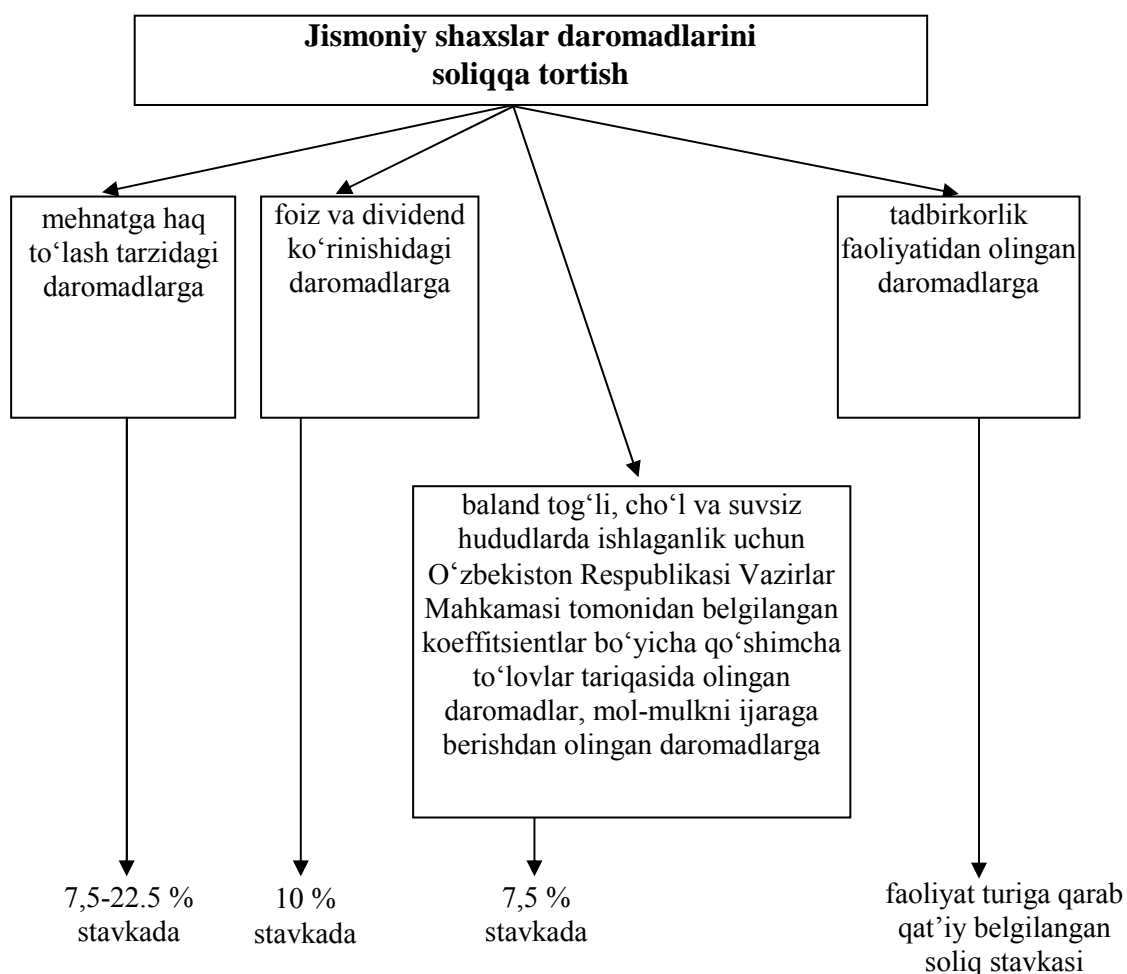 Jismoniy shaxslar daromadlarini
soliqqa tortish
mehnatga haq
to‘lash tarzidagi
daromadlarga
foiz va dividend
ko‘rinishidagi
daromadlarga
tadbirkorlik
faoliyatidan olingan
daromadlarga
baland tog‘li, cho‘l va suvsiz
hududlarda ishlaganlik uchun
O‘zbekiston Respublikasi Vazirlar
Mahkamasi tomonidan belgilangan
koeffitsientlar bo‘yicha qo‘shimcha
to‘lovlar tariqasida olingan
daromadlar, mol-mulkni ijaraga
berishdan olingan daromadlarga
7,5-22.5 %
stavkada
10 %
stavkada
7,5 %
stavkada
faoliyat turiga qarab
qat’iy belgilangan
soliq stavkasi